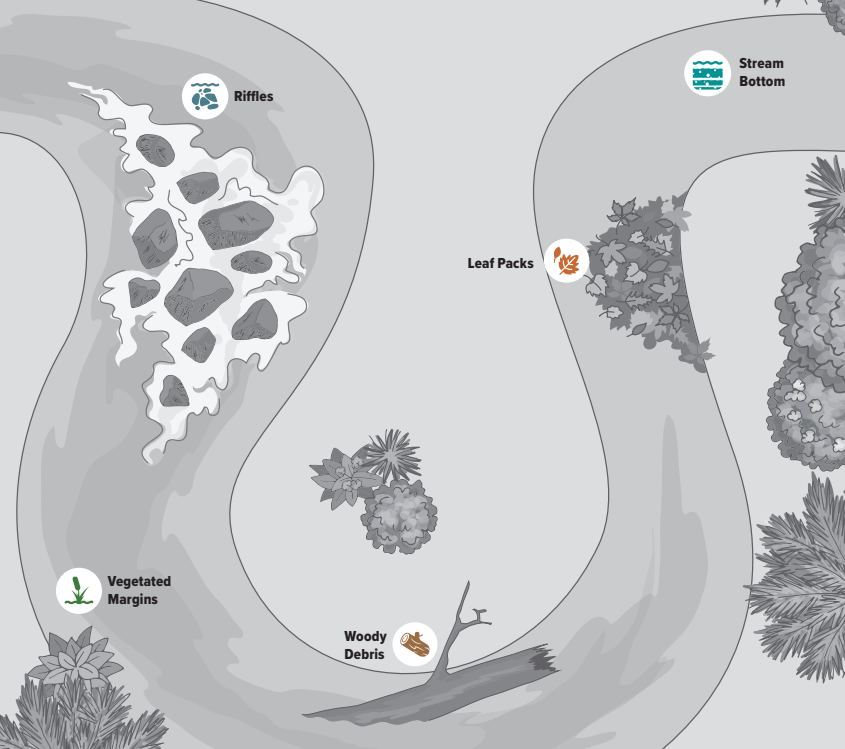 Stream
Bottom
Riffles
Leaf Packs
Vegetated
Margins
Woody
Debris